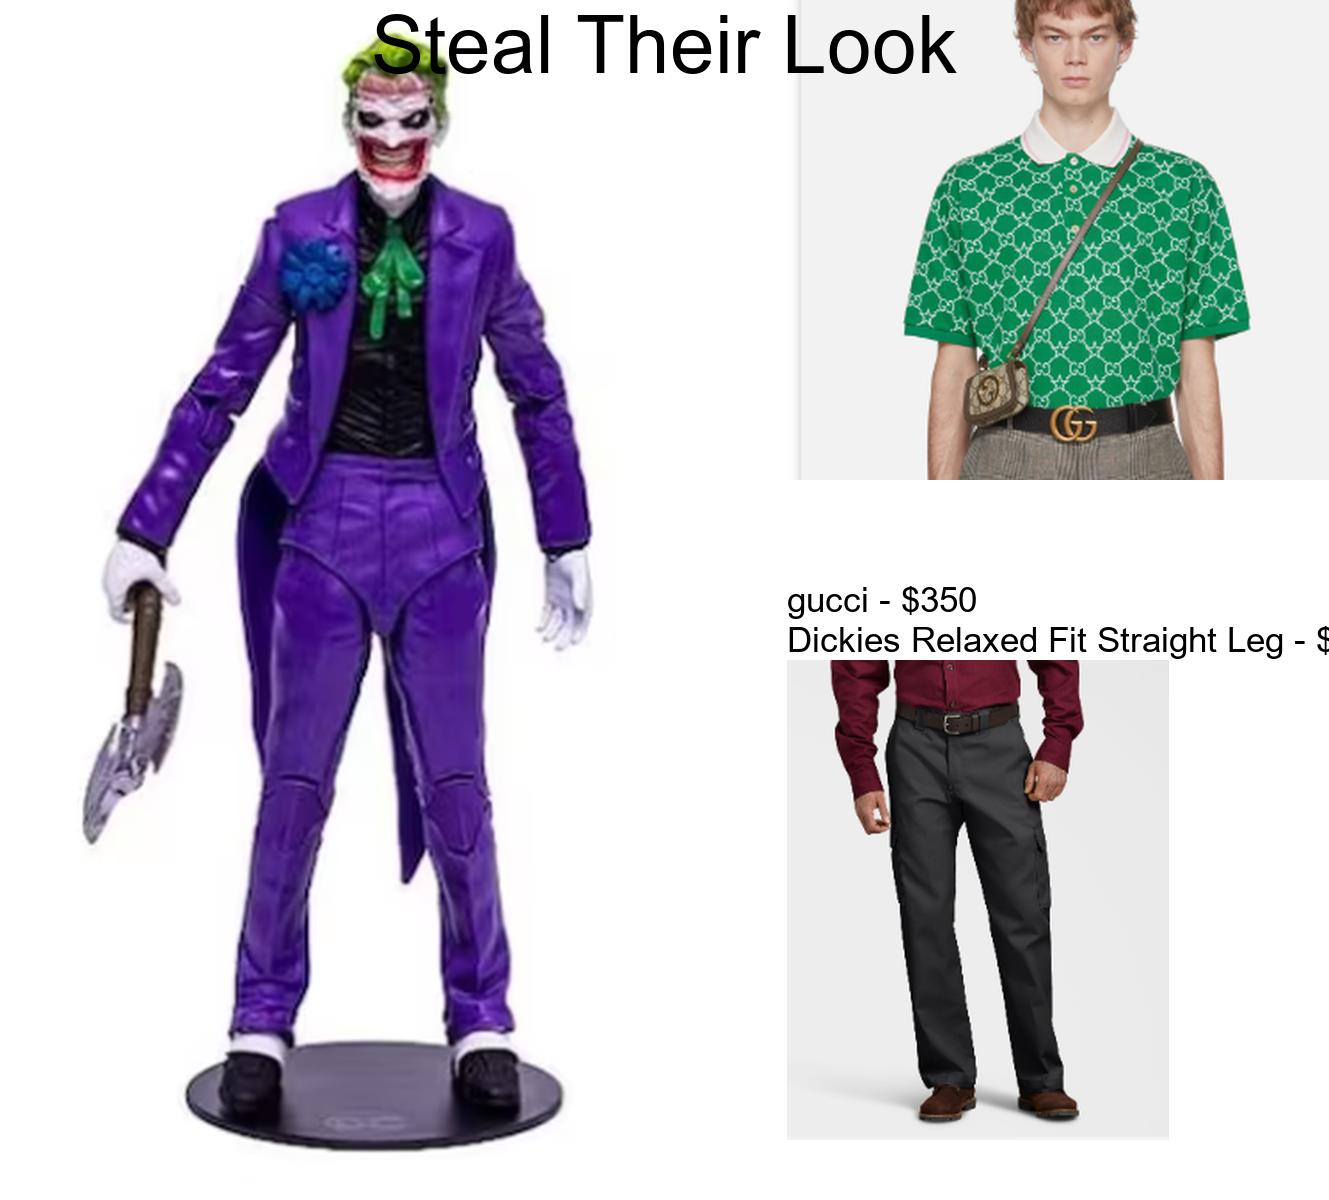 Steal Their Look
gucci - $350
Dickies Relaxed Fit Straight Leg - $